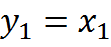 y₁ = x₁